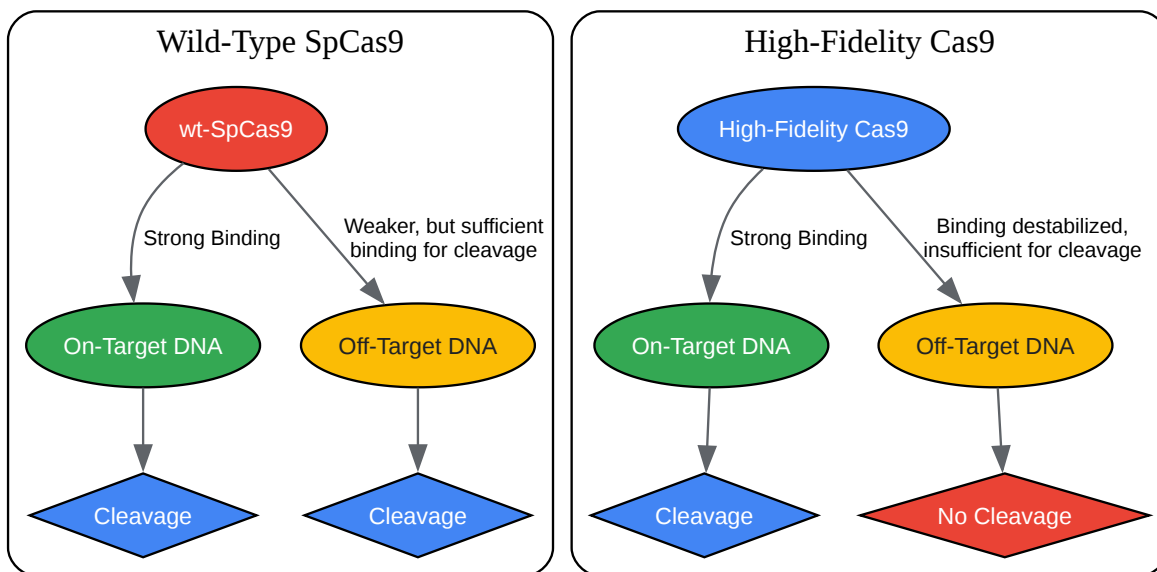 Wild-Type SpCas9
wt-SpCas9
Strong Binding
Weaker, but sufficient
binding for cleavage
On-Target DNA
Off-Target DNA
Cleavage
Cleavage
High-Fidelity Cas9
High-Fidelity Cas9
Strong Binding
Binding destabilized,
insufficient for cleavage
On-Target DNA
Off-Target DNA
Cleavage
No Cleavage